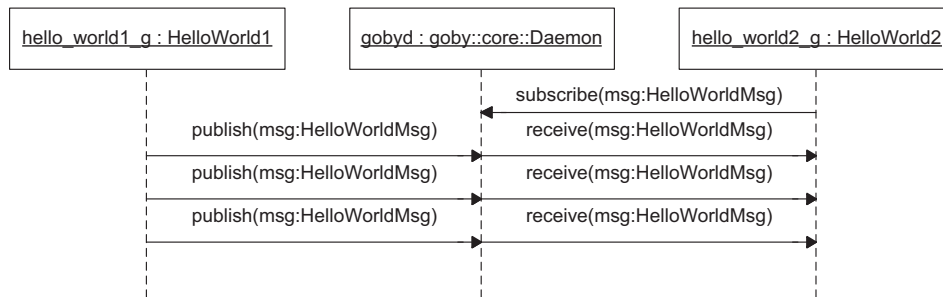 hello_world1_g : HelloWorld1 gobyd : goby::core::Daemon hello_world2_g : HelloWorld2
subscribe(msg:HelloWorldMsg)
publish(msg:HelloWorldMsg) receive(msg:HelloWorldMsg)
publish(msg:HelloWorldMsg) receive(msg:HelloWorldMsg)
publish(msg:HelloWorldMsg) receive(msg:HelloWorldMsg)